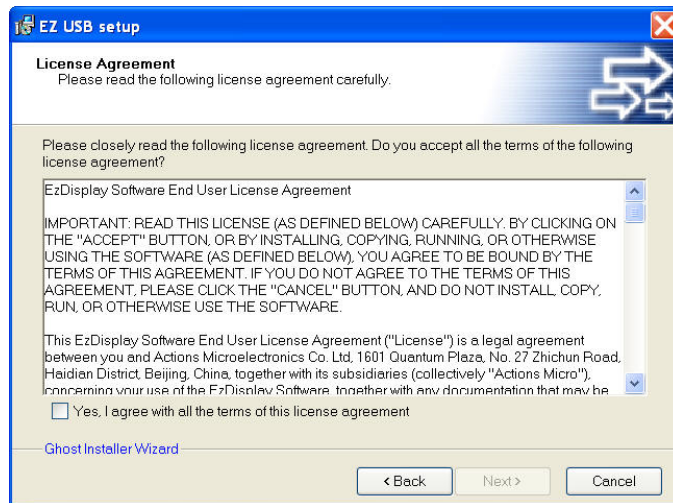 EZ USB setup
License Agreement
Please read the following license agreement carefully.
Please closely read the following license agreement. Do you accept all the terms of the following
license agreement?
EzDisplay Software End User License Agreement
IMPORTANT: READ THIS LICENSE (AS DEFINED BELOW) CAREFULLY. BY CLICKING ON
THE "ACCEPT" BUTTON, OR BY INSTALLING, COPYING, RUNNING, OR OTHERWISE
USING THE SOFTWARE (AS DEFINED BELOW), YOU AGREE TO BE BOUND BY THE
TERMS OF THIS AGREEMENT. IF YOU DO NOT AGREE TO THE TERMS OF THIS
AGREEMENT, PLEASE CLICK THE "CANCEL" BUTTON, AND DO NOT INSTALL, COPY,
RUN, OR OTHERWISE USE THE SOFTWARE.
This EzDisplay Software End User License Agreement ("License") is a legal agreement
between you and Actions Microelectronics Co. Ltd, 1601 Quantum Plaza, No. 27 Zhichun Road,
Haidian District, Beijing, China, together with its subsidiaries (collectively "Actions Micro"),
concerning your use of the EzDisplay Software, together with any documentation that may be
Yes, I agree with all the terms of this license agreement
Ghost Installer Wizard
< Back
Next >
Cancel